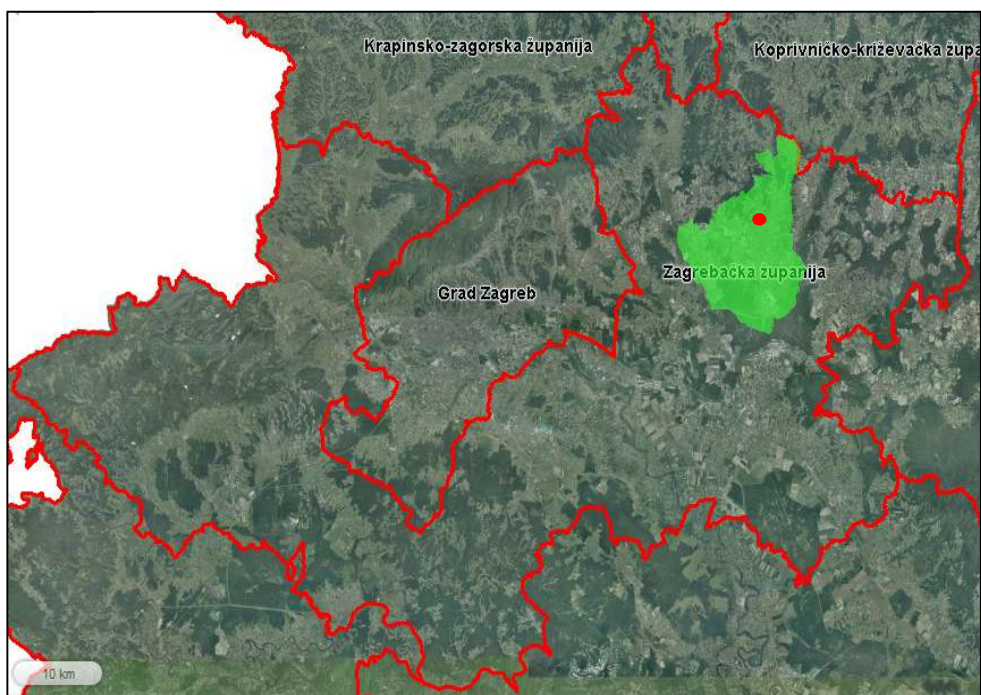 Krapinsko-zagorska županija
Koprivničko-križevačka župa
Zagrebačka županija
Grad Zagreb
10 km